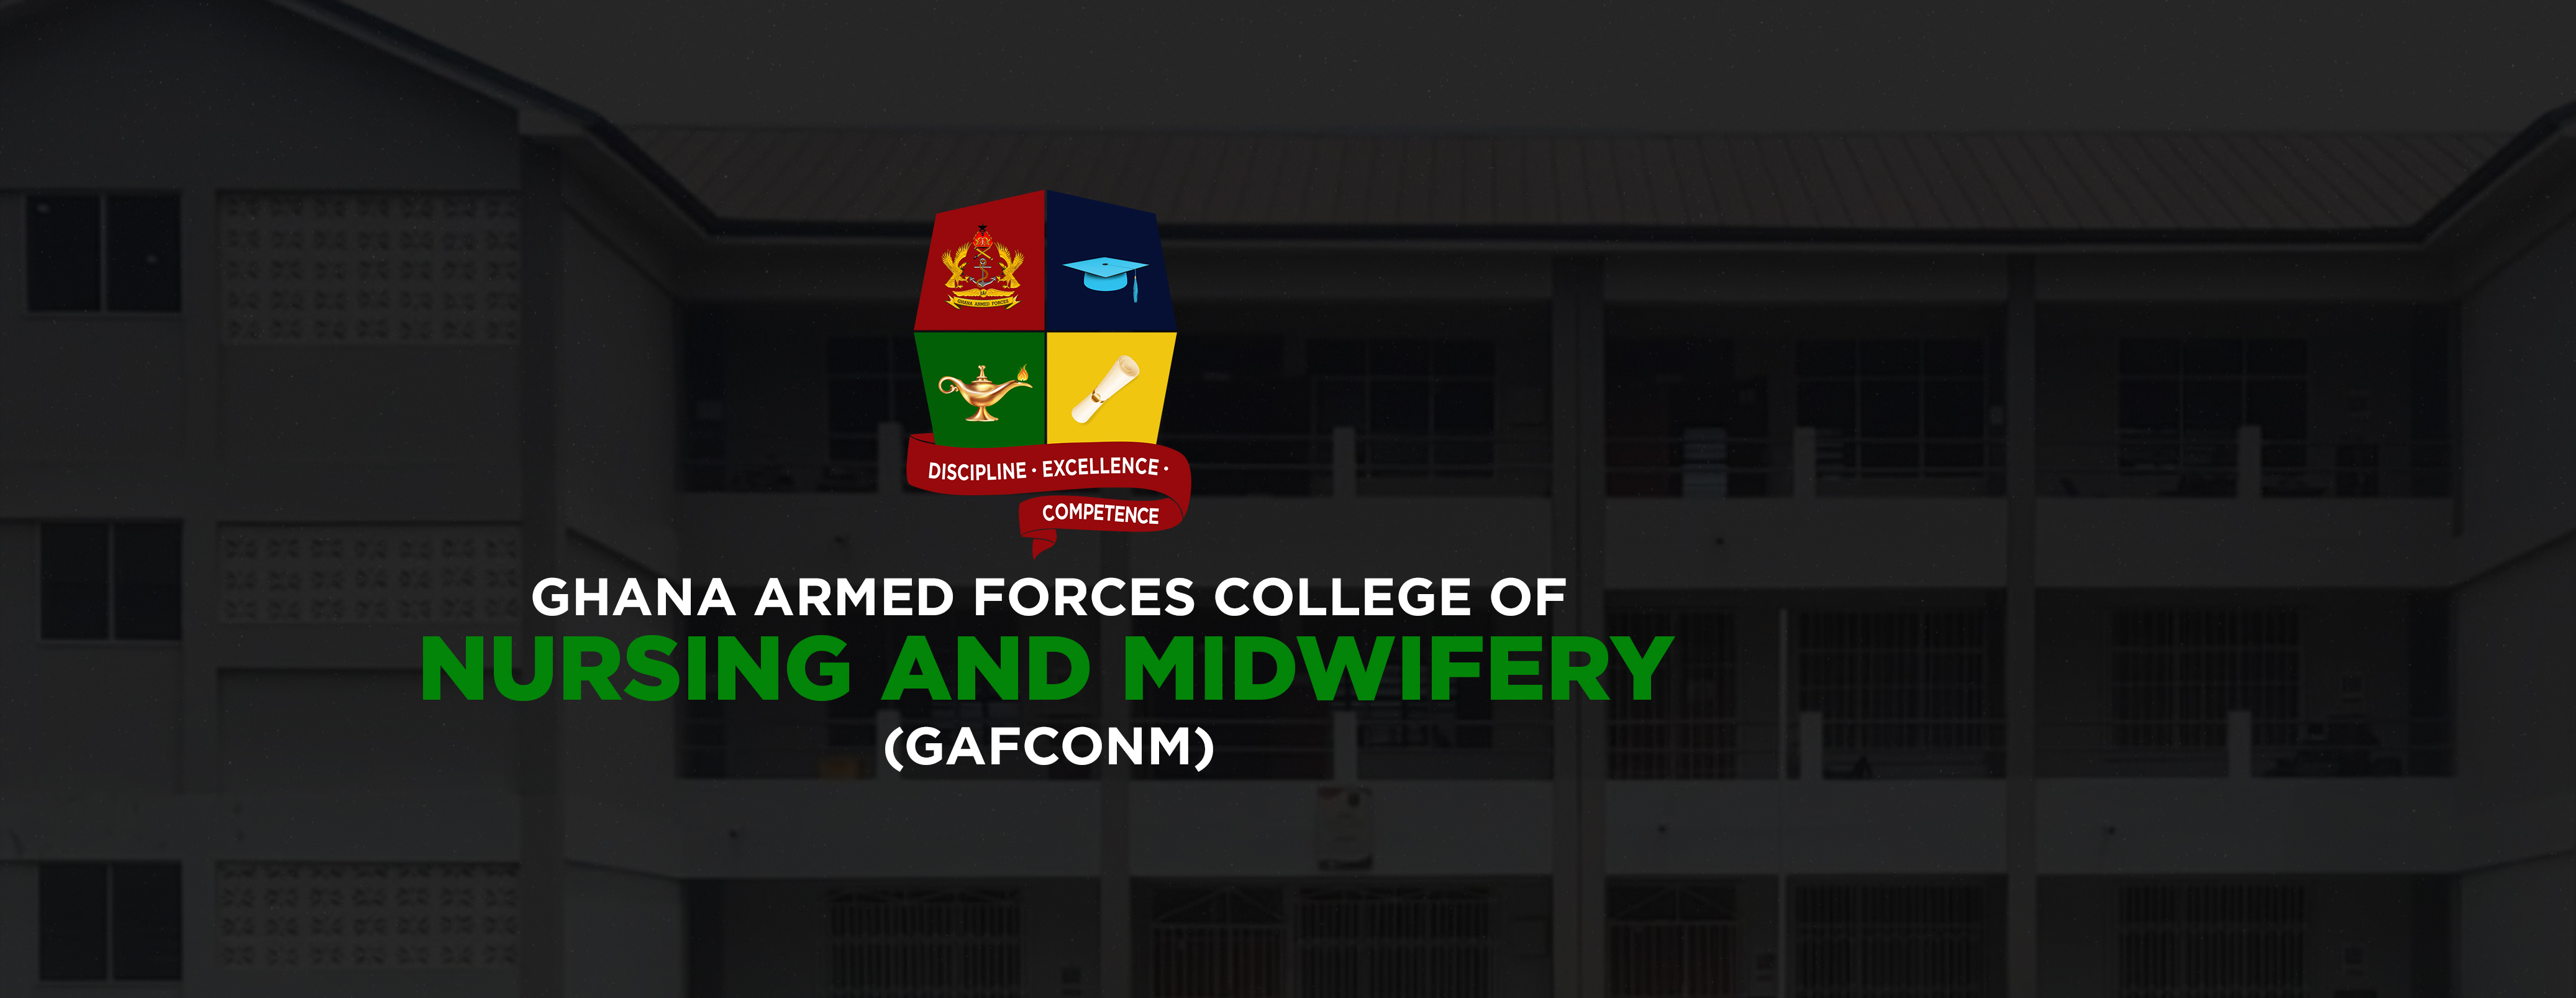 GHANA ARMED FORCES
DISCIPLINE · EXCELLENCE ·
COMPETENCE
GHANA ARMED FORCES COLLEGE OF
NURSING AND MIDWIFERY
(GAFCONM)